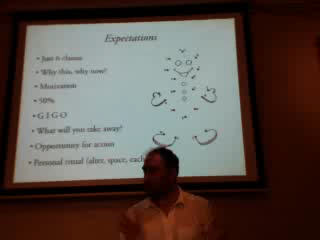 Expectations
• Just 6 classes
• Why this, why now?
• Motivation
• 50%
• G I G O
• What will you take away?
• Opportunity for action
• Personal ritual (alter, space, each